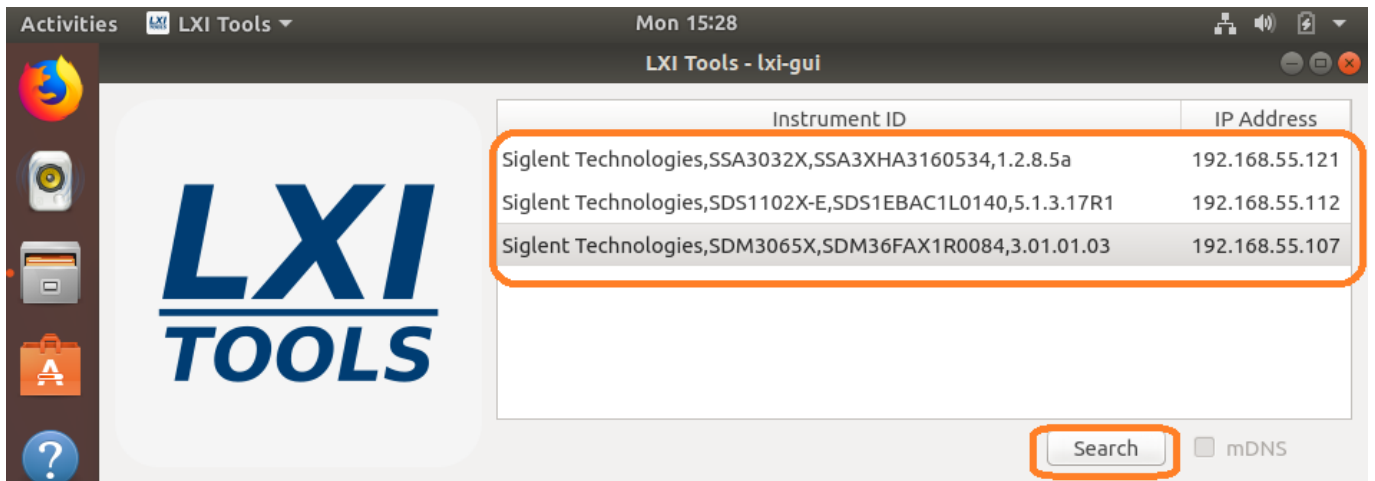 Activities LXI Tools Mon 15:28
LXI Tools - lxi-gui
Instrument ID IP Address
Siglent Technologies,SSA3032X,SSA3XHA3160534,1.2.8.5a 192.168.55.121
Siglent Technologies,SDS1102X-E,SDS1EBAC1L0140,5.1.3.17R1 192.168.55.112
Siglent Technologies,SDM3065X,SDM36FAX1R0084,3.01.01.03 192.168.55.107
LXI
TOOLS
Search mDNS